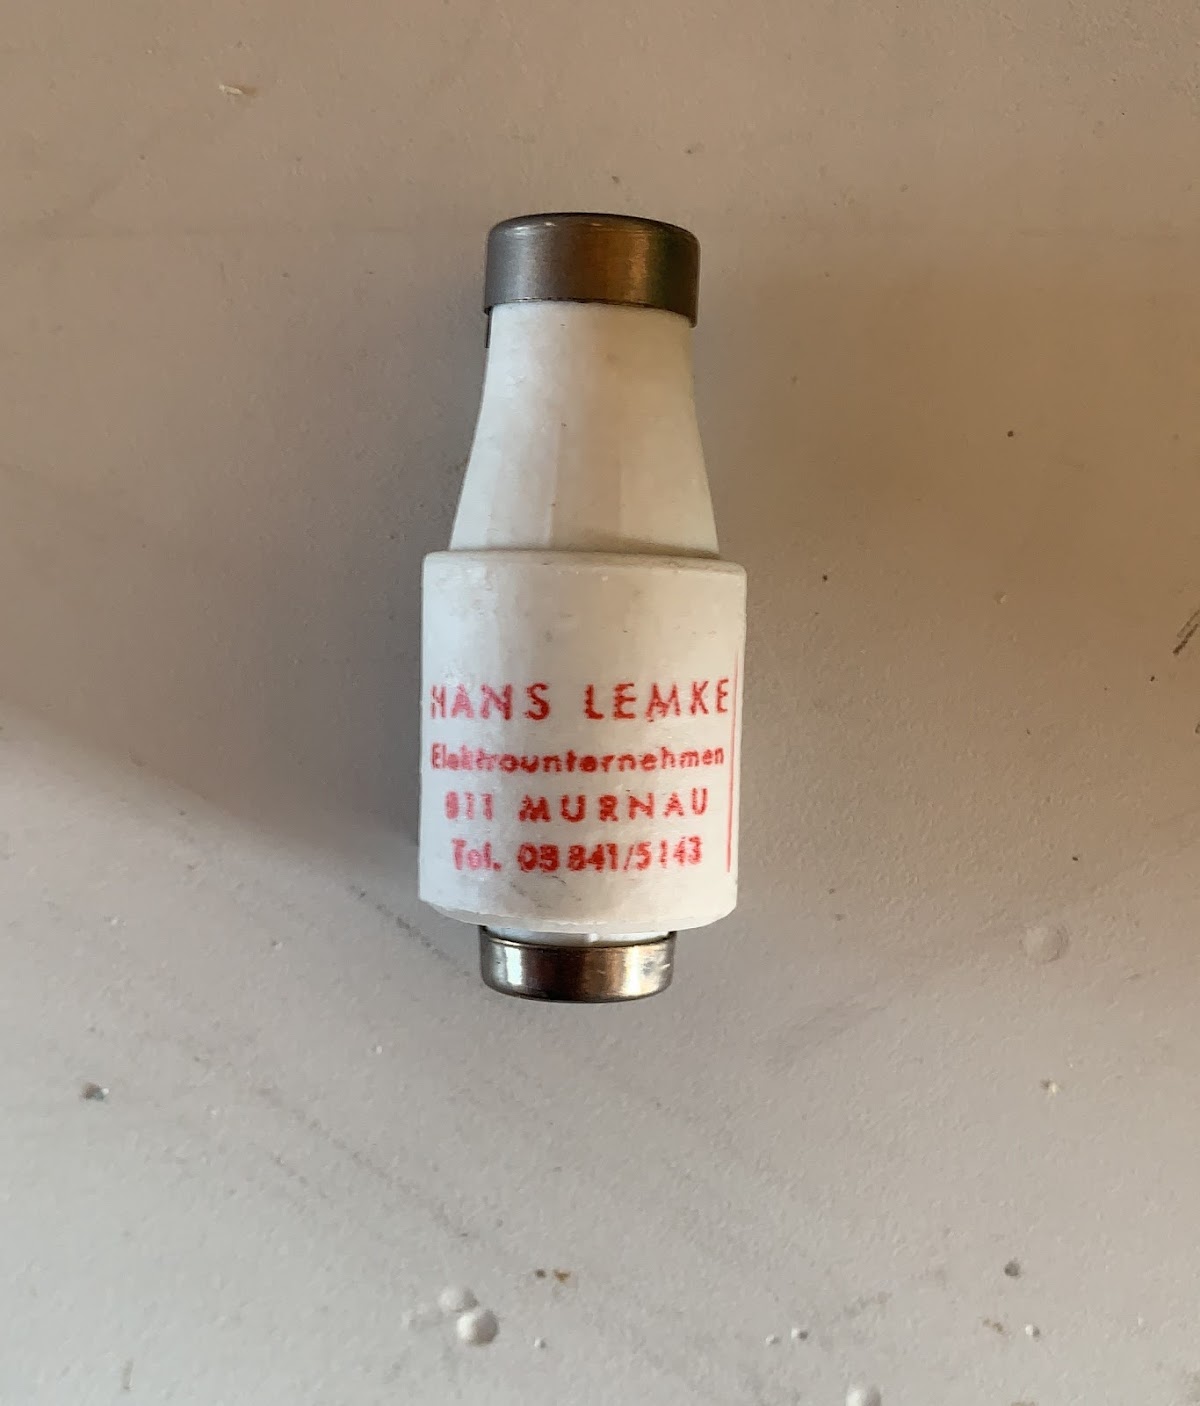 HANS LEMKE
Elektrounternehmen
811 MURNAU
Tel. 08841/5143